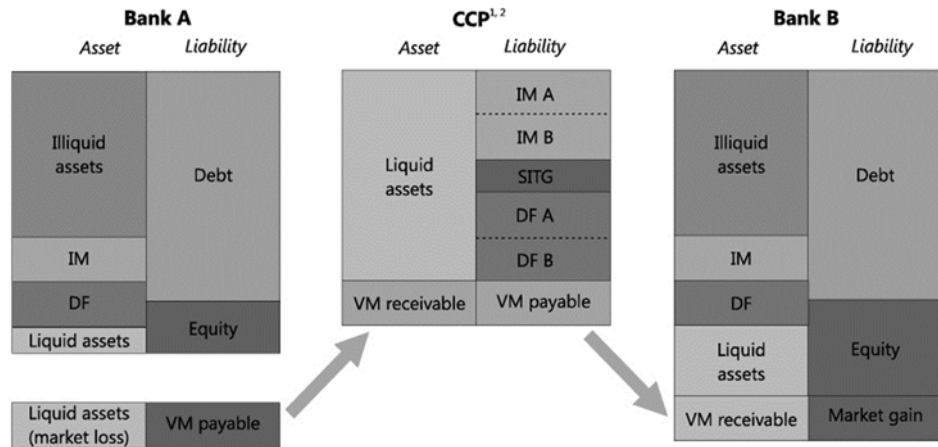 Bank A
Asset
Liability
Illiquid
assets
Debt
IM
DF
Equity
Liquid assets
Liquid assets
(market loss)
VM payable
CCP1, 2
Asset
Liability
Liquid
assets
IM A
IM B
SITG
DF A
DF B
VM receivable
VM payable
Bank B
Asset
Liability
Illiquid
assets
Debt
IM
DF
Liquid
assets
Equity
VM receivable
Market gain